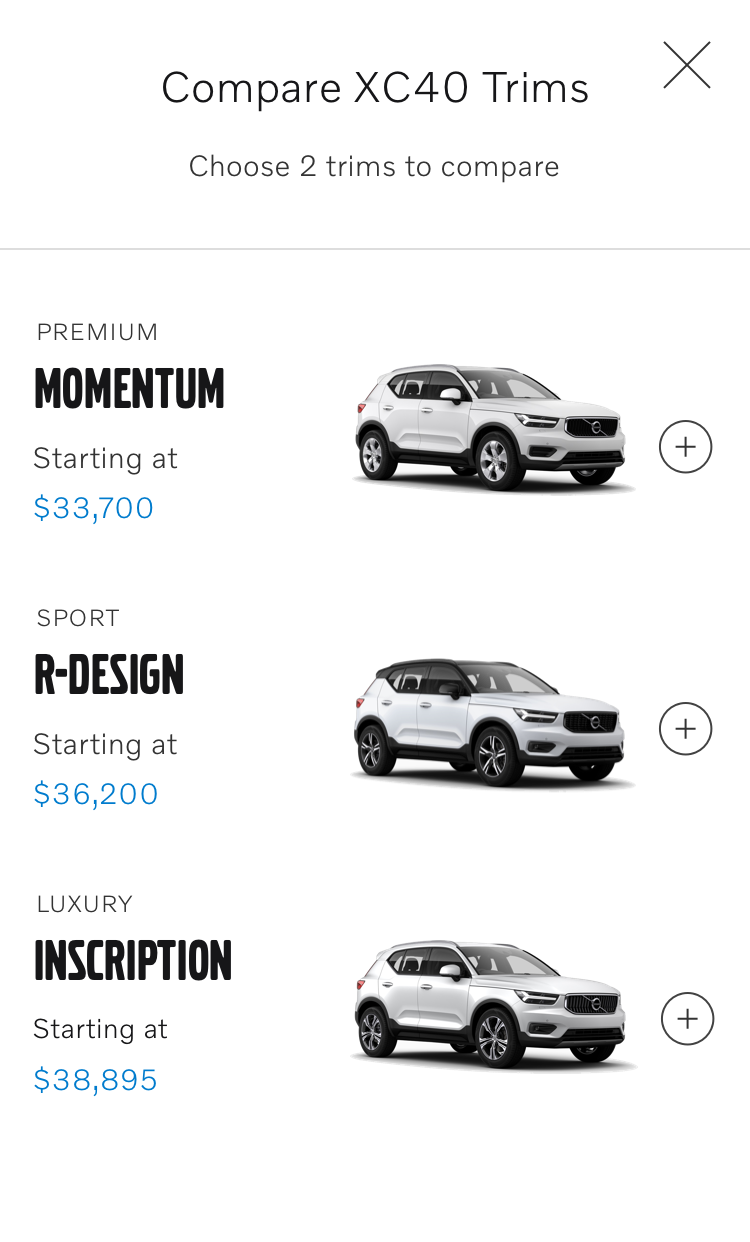 Compare XC40 Trims
Choose 2 trims to compare
PREMIUM
MOMENTUM
Starting at
$33,700
SPORT
R-DESIGN
Starting at
$36,200
LUXURY
INSCRIPTION
Starting at
$38,895